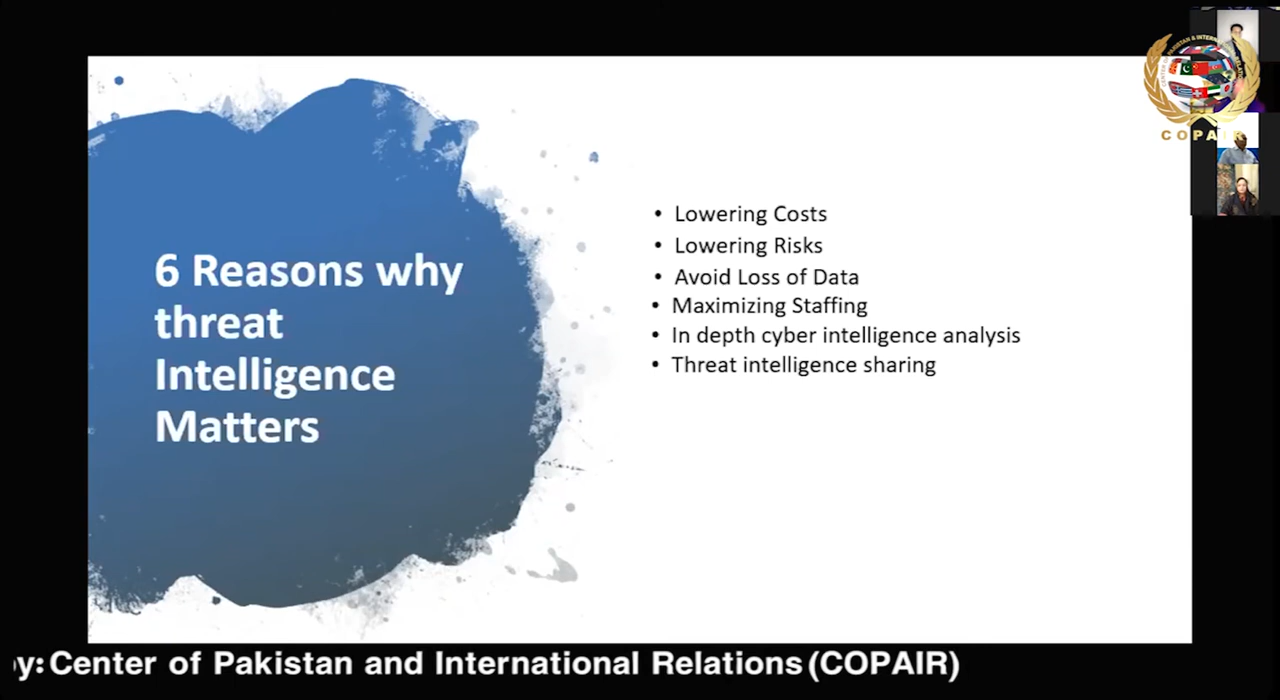 6 Reasons why
threat
Intelligence
Matters
• Lowering Costs
• Lowering Risks
• Avoid Loss of Data
• Maximizing Staffing
• In depth cyber intelligence analysis
• Threat intelligence sharing
COPAIR
y: Center of Pakistan and International Relations (COPAIR)